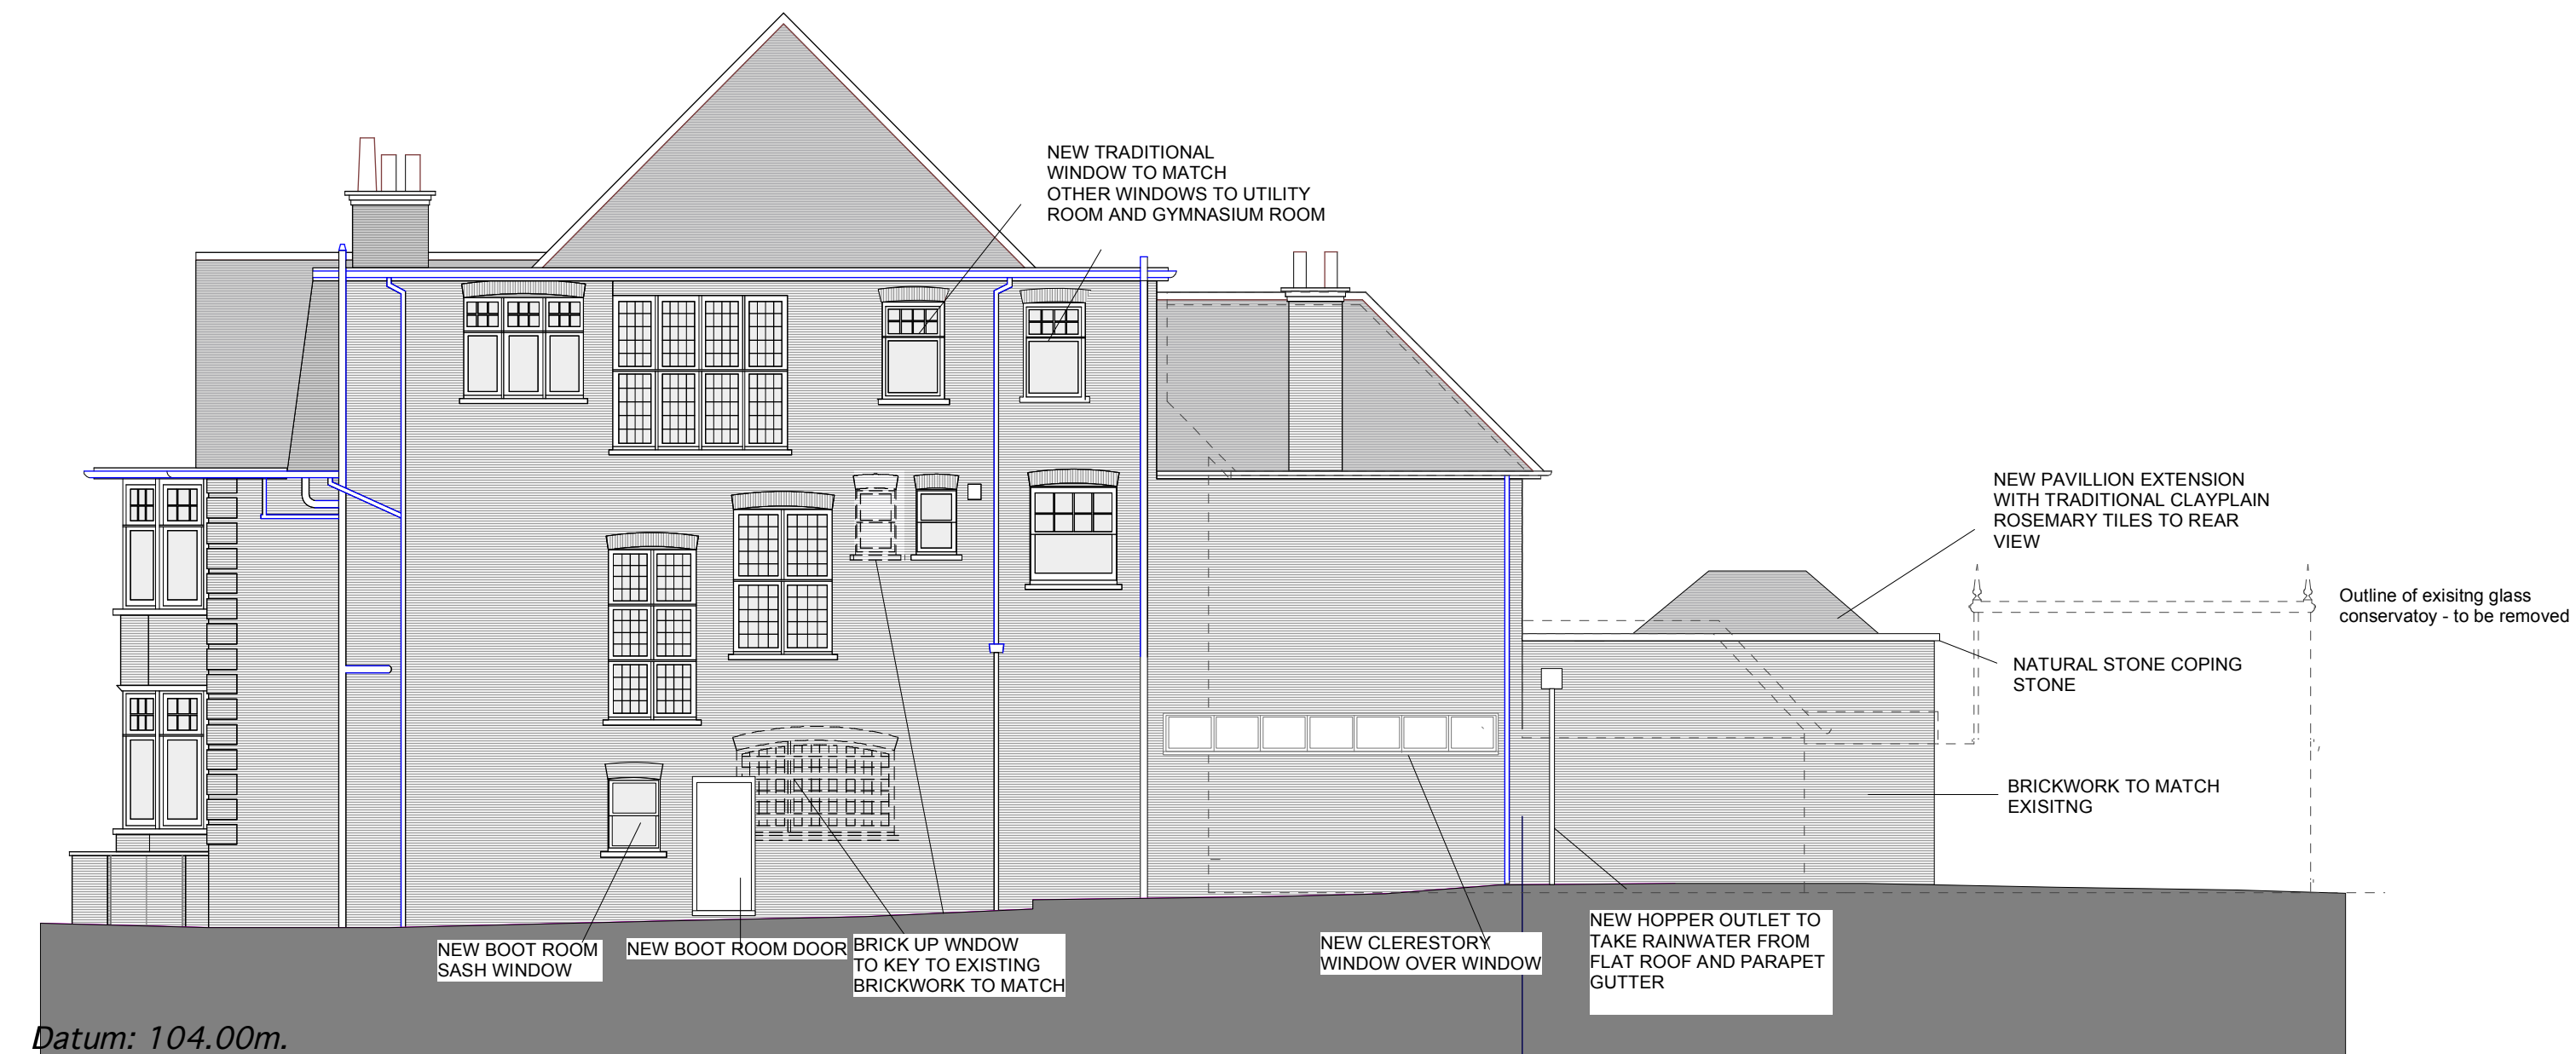 NEW TRADITIONAL
WINDOW TO MATCH
OTHER WINDOWS TO UTILITY
ROOM AND GYMNASIUM ROOM
NEW PAVILLION EXTENSION
WITH TRADITIONAL CLAYPLAIN
ROSEMARY TILES TO REAR
VIEW
Outline of exisitng glass
conservatoy - to be removed
NATURAL STONE COPING
STONE
BRICKWORK TO MATCH
EXISITNG
NEW BOOT ROOM
SASH WINDOW
NEW BOOT ROOM DOOR
BRICK UP WNDOW
TO KEY TO EXISTING
BRICKWORK TO MATCH
NEW CLERESTORY
WINDOW OVER WINDOW
NEW HOPPER OUTLET TO
TAKE RAINWATER FROM
FLAT ROOF AND PARAPET
GUTTER
Datum: 104.00m.